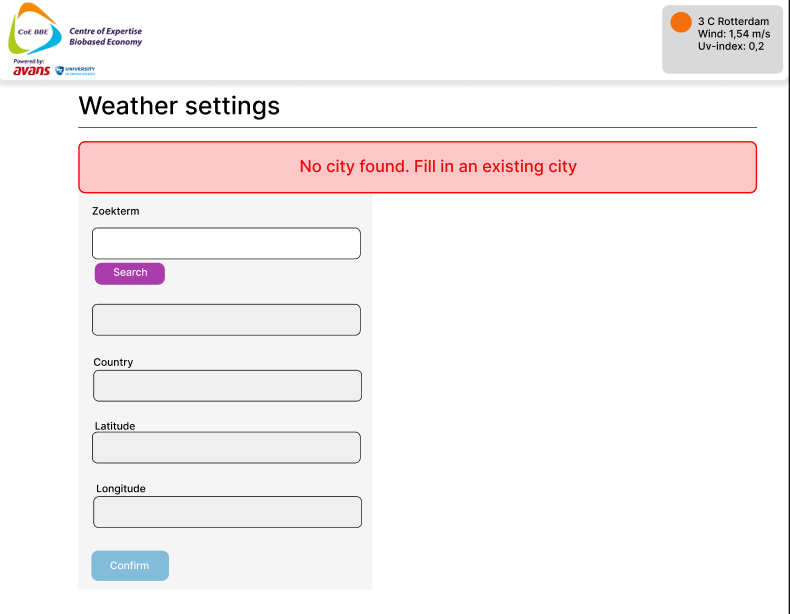 CoE BBE
Centre of Expertise
Biobased Economy
Powered by:
avans
UNIVERSITY
3 C Rotterdam
Wind: 1,54 m/s
Uv-index: 0,2
Weather settings
No city found. Fill in an existing city
Zoekterm
Search
Country
Latitude
Longitude
Confirm